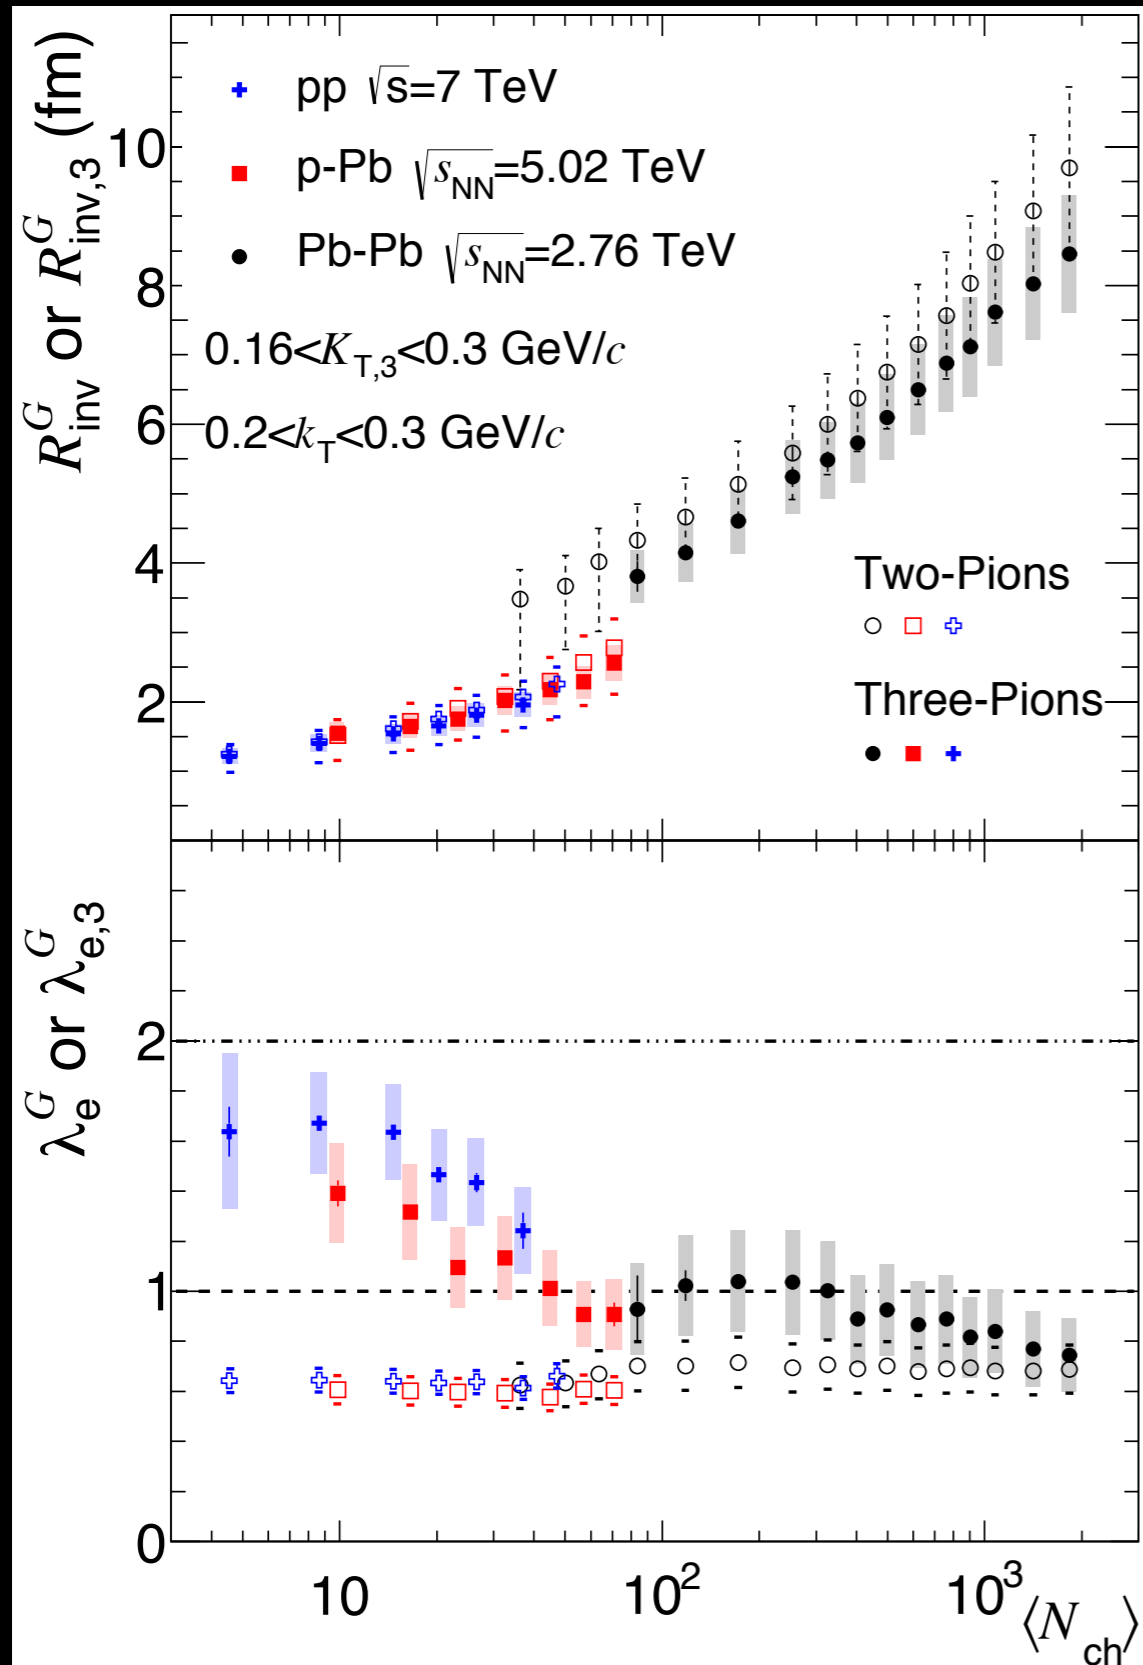 R^G_inv or R^G_inv,3 (fm)
pp √s=7 TeV
p-Pb √s_NN=5.02 TeV
Pb-Pb √s_NN=2.76 TeV
0.16<K_T,3<0.3 GeV/c
0.2<k_T<0.3 GeV/c
10
8
6
4
2
Two-Pions
Three-Pions
λ^G_e or λ^G_e,3
2
1
0
10
10^2
10^3
⟨N_ch⟩